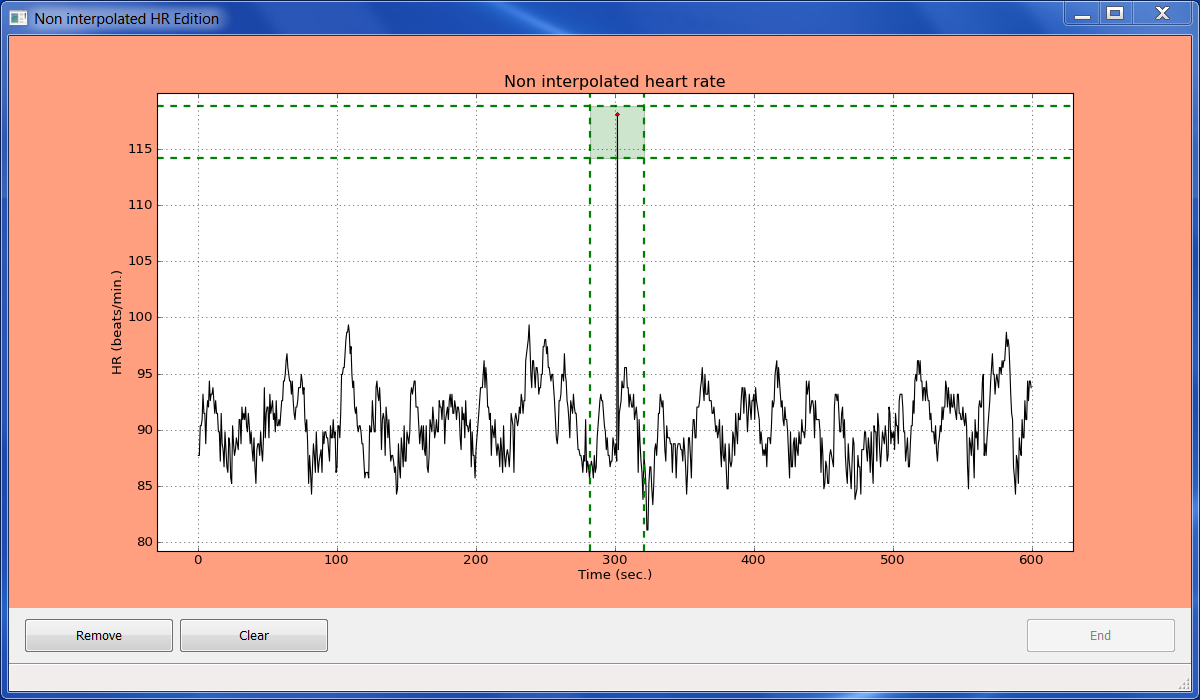 Non interpolated HR Edition
Non interpolated heart rate
HR (beats/min.)
115
110
105
100
95
90
85
80
0 100 200 300 400 500 600
Time (sec.)
Remove Clear End